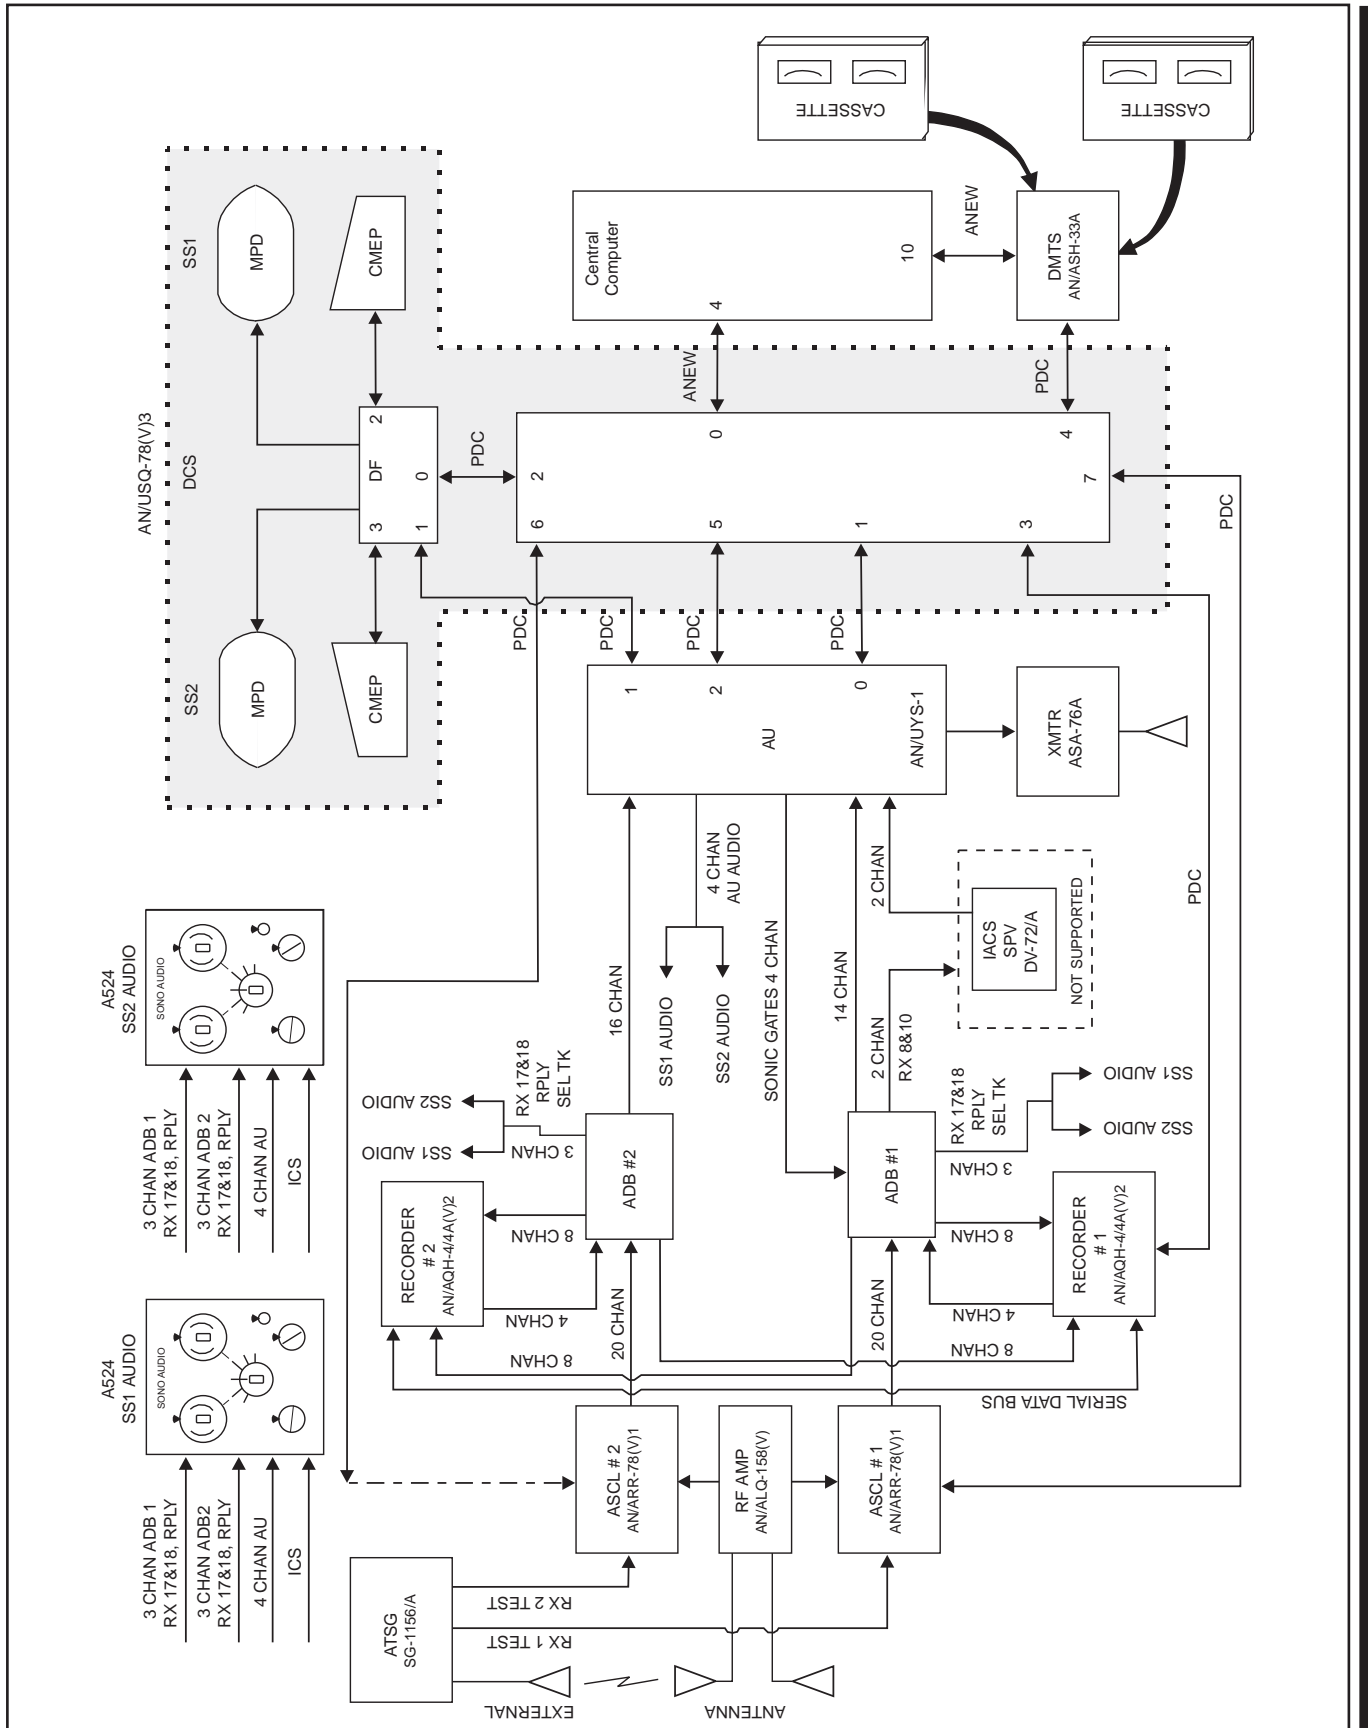 A524
SS1 AUDIO
SONO AUDIO
3 CHAN ADB 1
RX 17&18, RPLY
3 CHAN ADB2
RX 17&18, RPLY
4 CHAN AU
ICS
A524
SS2 AUDIO
SONO AUDIO
3 CHAN ADB 1
RX 17&18, RPLY
3 CHAN ADB 2
RX 17&18, RPLY
4 CHAN AU
ICS
AN/USQ-78(V)3
DCS
SS2
SS1
MPD
MPD
CMEP
CMEP
3
DF
2
1
0
PDC
6
2
5
0
1
3
4
7
ANEW
PDC
Central
Computer
4
10
ANEW
DMTS
AN/ASH-33A
CASSETTE
CASSETTE
PDC
PDC
PDC
PDC
PDC
PDC
1
2
0
AU
AN/UYS-1
XMTR
ASA-76A
16 CHAN
4 CHAN
AU AUDIO
SS1 AUDIO
SS2 AUDIO
SONIC GATES 4 CHAN
14 CHAN
2 CHAN
2 CHAN
RX 8&10
IACS
SPV
DV-72/A
NOT SUPPORTED
SS1 AUDIO
SS2 AUDIO
RX 17&18
RPLY
SEL TK
3 CHAN
ADB #2
RECORDER
# 2
AN/AQH-4/4A(V)2
8 CHAN
4 CHAN
20 CHAN
8 CHAN
ADB #1
RX 17&18
RPLY
SEL TK
3 CHAN
SS1 AUDIO
SS2 AUDIO
RECORDER
# 1
AN/AQH-4/4A(V)2
8 CHAN
4 CHAN
20 CHAN
8 CHAN
SERIAL DATA BUS
ASCL # 2
AN/ARR-78(V)1
RF AMP
AN/ALQ-158(V)
ASCL # 1
AN/ARR-78(V)1
ATSG
SG-1156/A
RX 2 TEST
RX 1 TEST
EXTERNAL
ANTENNA